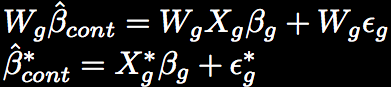 $W_g \hat{\beta}_{cont} = W_g X_g \beta_g + W_g \epsilon_g$
$\hat{\beta}^*_{cont} = X^*_g \beta_g + \epsilon^*_g$